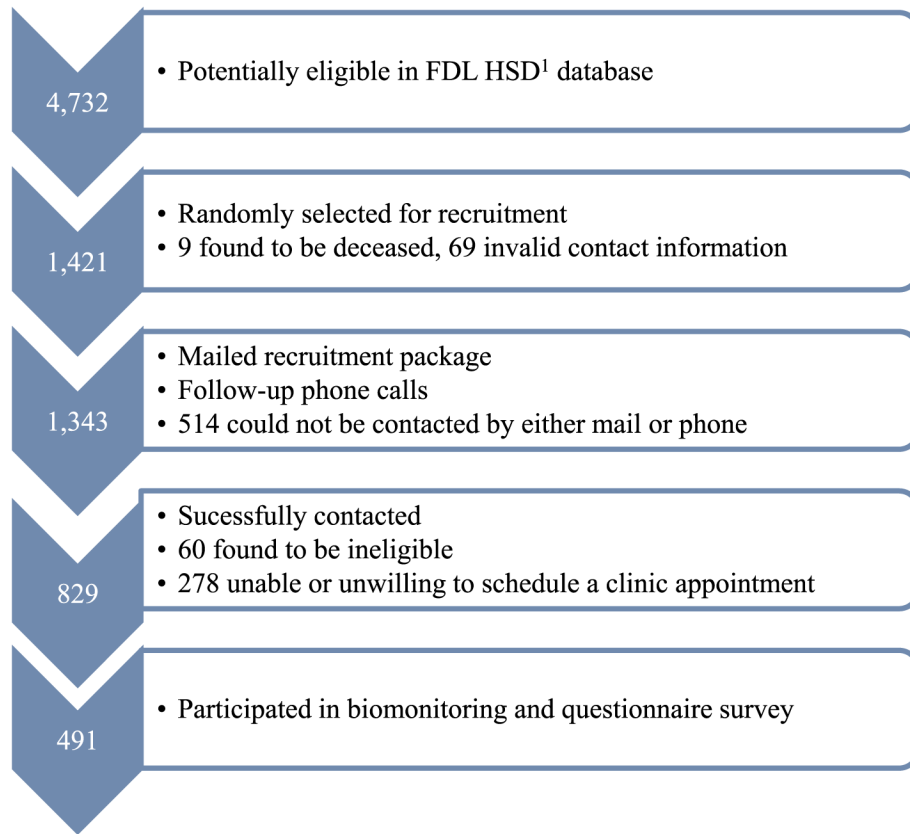 4,732
• Potentially eligible in FDL HSD¹ database
1,421
• Randomly selected for recruitment
• 9 found to be deceased, 69 invalid contact information
1,343
• Mailed recruitment package
• Follow-up phone calls
• 514 could not be contacted by either mail or phone
829
• Sucessfully contacted
• 60 found to be ineligible
• 278 unable or unwilling to schedule a clinic appointment
491
• Participated in biomonitoring and questionnaire survey